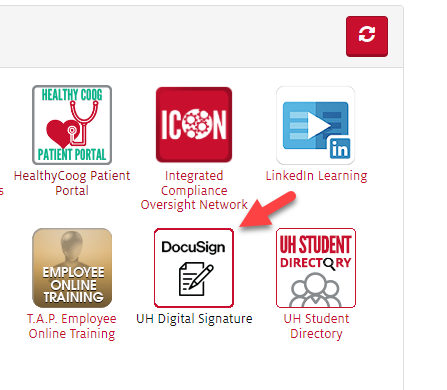 HEALTHY COOG
PATIENT PORTAL
HealthyCoog Patient
Portal
ICON
Integrated
Compliance
Oversight Network
in
LinkedIn Learning
s
EMPLOYEE
ONLINE
TRAINING
T.A.P. Employee
Online Training
DocuSign
UH Digital Signature
UH STUDENT
DIRECTORY
UH Student
Directory